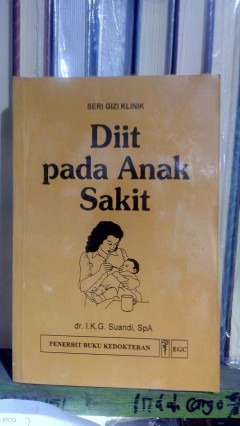 SERI GIZI KLINIK
Diit
pada Anak
Sakit
dr. I.K.G. Suandi, SpA
PENERBIT BUKU KEDOKTERAN
EGC